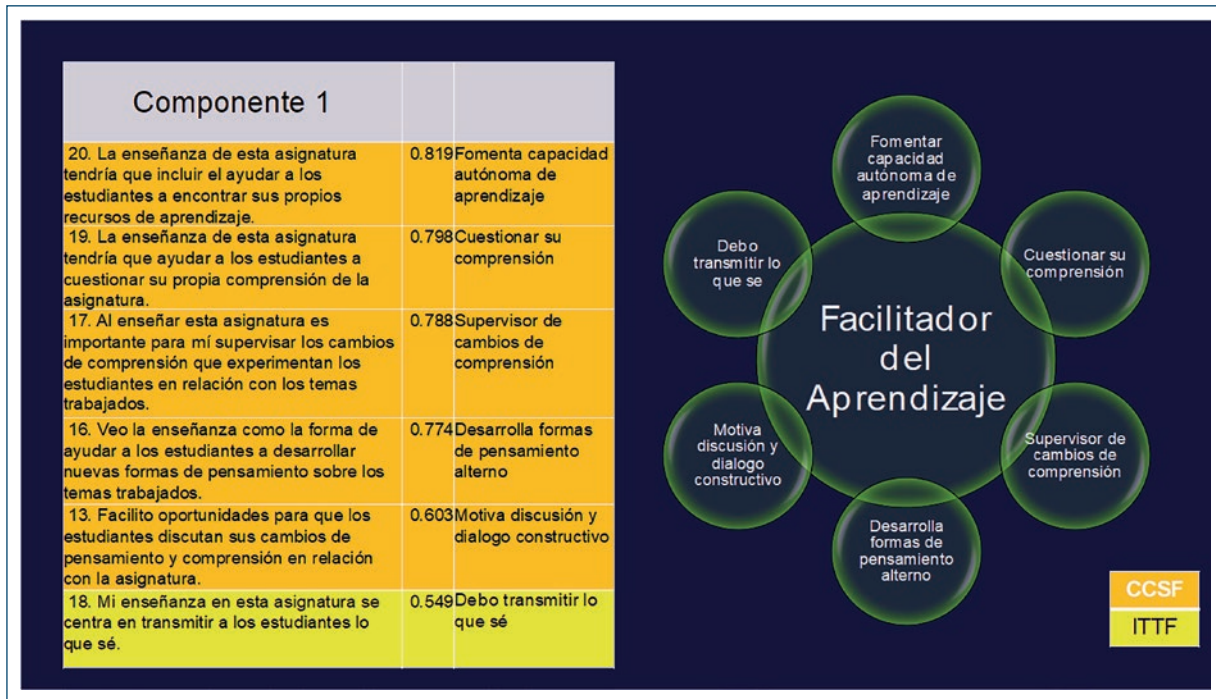 Componente 1
20. La enseñanza de esta asignatura
tendría que incluir el ayudar a los
estudiantes a encontrar sus propios
recursos de aprendizaje.
0.819
Fomenta capacidad
autónoma de
aprendizaje
19. La enseñanza de esta asignatura
tendría que ayudar a los estudiantes a
cuestionar su propia comprensión de la
asignatura.
0.798
Cuestionar su
comprensión
17. Al enseñar esta asignatura es
importante para mí supervisar los cambios
de comprensión que experimentan los
estudiantes en relación con los temas
trabajados.
0.788
Supervisor de
cambios de
comprensión
16. Veo la enseñanza como la forma de
ayudar a los estudiantes a desarrollar
nuevas formas de pensamiento sobre los
temas trabajados.
0.774
Desarrolla formas
de pensamiento
alterno
13. Facilito oportunidades para que los
estudiantes discutan sus cambios de
pensamiento y comprensión en relación
con la asignatura.
0.603
Motiva discusión y
dialogo constructivo
18. Mi enseñanza en esta asignatura se
centra en transmitir a los estudiantes lo
que sé.
0.549
Debo transmitir lo
que sé
Fomentar
capacidad
autónoma de
aprendizaje
Cuestionar su
comprensión
Supervisor de
cambios de
comprensión
Desarrolla
formas de
pensamiento
alterno
Motiva
discusión y
dialogo
constructivo
Debo
transmitir lo
que se
Facilitador
del
Aprendizaje
CCSF
ITTF